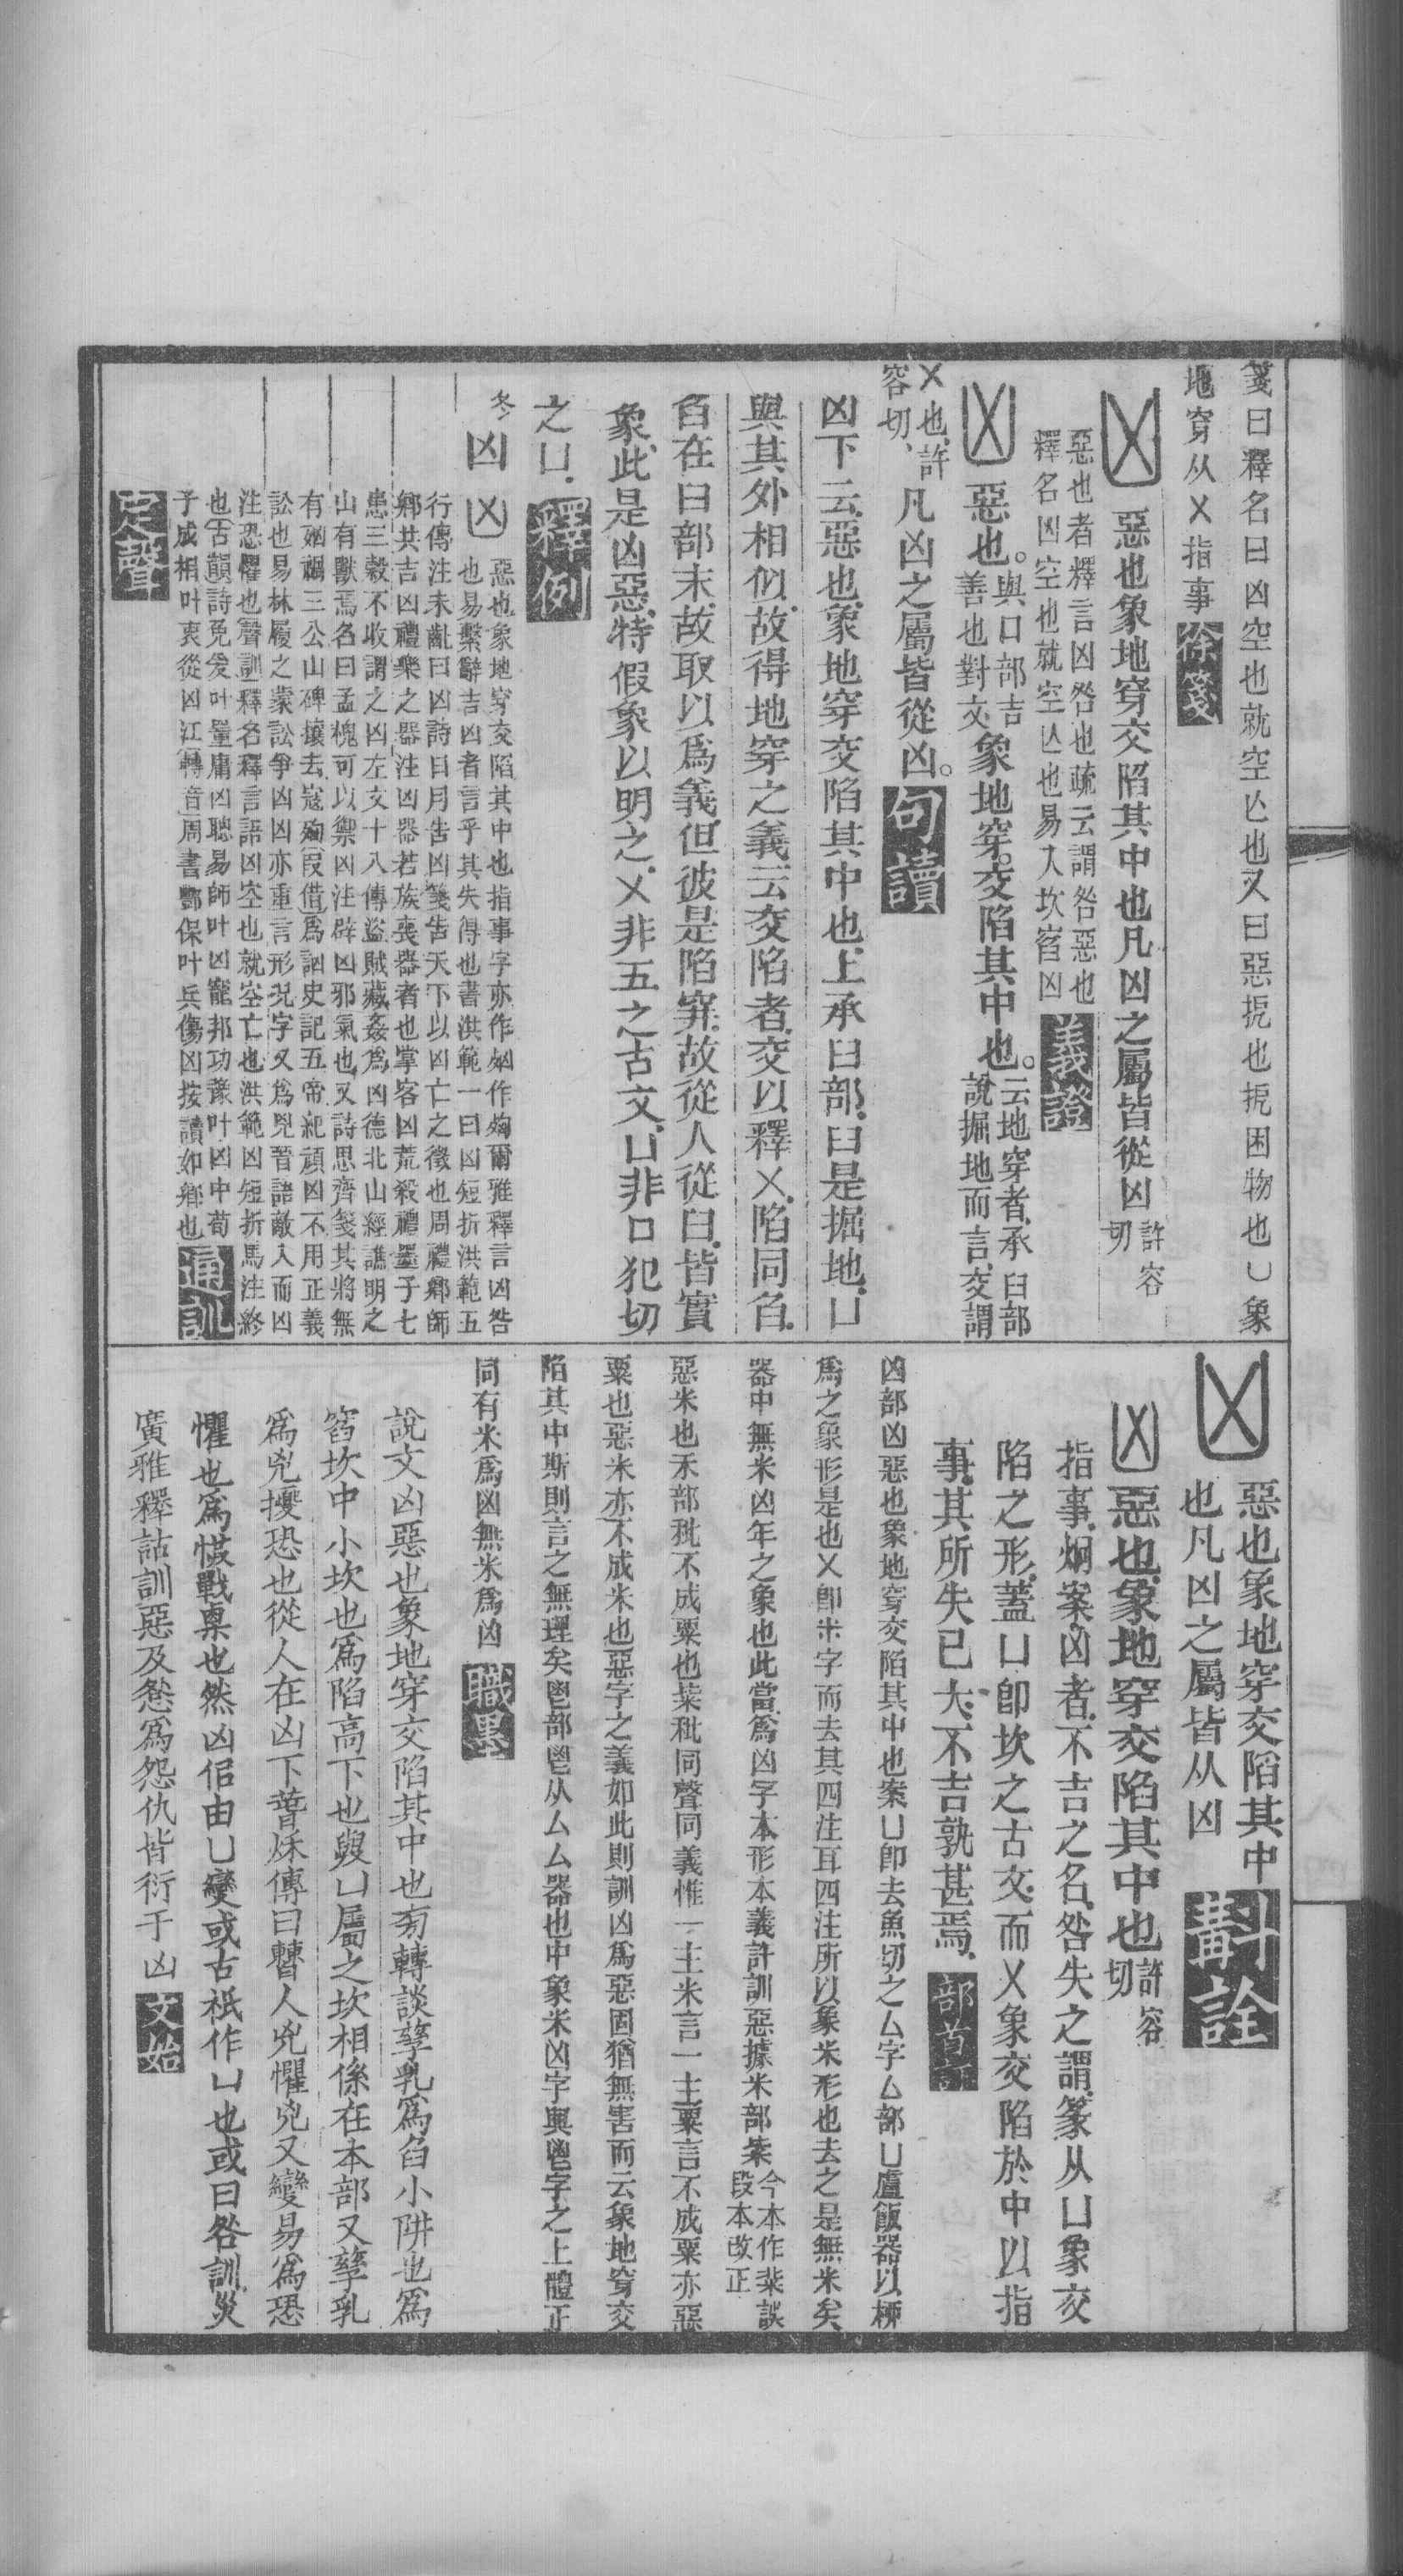 箋曰釋名曰凶空也就空亾也又曰惡扼也扼困物也凵象
地穿从㐅指事徐箋
凶 惡也象地穿交陷其中也凡凶之屬皆從凶許容
切
惡也者釋言凶咎也疏云謂咎惡也
釋名凶空也就空亾也易入坎窞凶義證
凶 惡也。與口部吉
善也對文象地穿。交陷其中也。云地穿者、承臼部
說掘地而言、交謂
㐅也、許
容切、凡凶之屬皆從凶。句讀
凶下云、惡也、象地穿交陷其中也、上承臼部、臼是掘地、凵
與其外相似、故得地穿之義、云交陷者、交以釋㐅、陷同臽、
臽在臼部末、故取以爲義、但彼是陷穽、故從人從臼、皆實
象、此是凶惡、特假象以明之、㐅非五之古文、凵非口犯切
之凵、釋例
冬凶 凶 惡也象地穿交陷其中也指事字亦作㓙作殈爾雅釋言凶咎
也易繫辭吉凶者言乎其失得也書洪範一曰凶短折洪範五
行傳注未齔曰凶詩日月告凶箋告天下以凶亡之徵也周禮鄉師
鄉共吉凶禮樂之器注凶器若族喪器者也掌客凶荒殺禮墨子七
患三穀不收謂之凶左文十八傳盜賊藏姦爲凶德北山經譙明之
山有獸焉名曰孟槐可以禦凶注辟凶邪氣也又詩思齊箋其將無
有㓙禍三公山碑攘去寇㓙假借爲訩史記五帝紀頑凶不用正義
訟也易林履之蒙訟爭凶凶亦重言形況字又爲兇晉語敵入而凶
注恐懼也聲訓釋名釋言語凶空也就空亡也洪範凶短折馬注終
也古韻詩兔爰叶罿庸凶聰易師叶凶寵邦功豫叶凶中荀
子成相叶衷從凶江轉音周書酆保叶兵傷凶按讀如鄉也通訓
定聲
凶 惡也象地穿交陷其中
也凡凶之屬皆从凶斠詮
凶 惡也、象地穿交陷其中也許容
切
指事、烱案、凶者、不吉之名、咎失之謂、篆从凵象交
陷之形、蓋凵卽坎之古文、而㐅象交陷於中以指
事、其所失已大、不吉孰甚焉、部首訂
凶部凶惡也象地穿交陷其中也案凵卽去魚切之厶字厶部凵盧飯器以柳
爲之象形是也㐅卽米字而去其四注耳四注所以象米形也去之是無米矣
器中無米凶年之象也此當爲凶字本形本義許訓惡據米部䊪今本作䊪誤
段本改正
惡米也禾部秕不成粟也䊪秕同聲同義惟一主米言一主粟言不成粟亦惡
粟也惡米亦不成米也惡字之義如此則訓凶爲惡固猶無害而云象地穿交
陷其中斯則言之無理矣鬯部鬯从厶厶器也中象米凶字與鬯字之上體正
同有米爲𠚍無米爲凶職墨
說文凶惡也象地穿交陷其中也旁轉談孳乳爲臽小阱也爲
窞坎中小坎也爲陷高下也與凵屬之坎相係在本部又孳乳
爲兇擾恐也從人在凶下春秋傳曰曹人兇懼兇又變易爲恐
懼也爲㥬戰㮚也然凶佀由凵變或古祇作凵也或曰咎訓災
廣雅釋詁訓惡及愆爲怨仇皆衍于凶文始